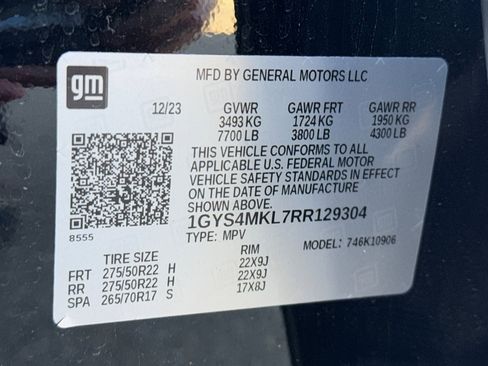 gm
MFD BY GENERAL MOTORS LLC
12/23 GVWR GAWR FRT GAWR RR
3493 KG 1724 KG 1950 KG
7700 LB 3800 LB 4300 LB
THIS VEHICLE CONFORMS TO ALL
APPLICABLE U.S. FEDERAL MOTOR
VEHICLE SAFETY STANDARDS IN EFFECT
ON THE DATE OF MANUFACTURE
SHOWN ABOVE.
1GYS4MKL7RR129304
8555
TYPE: MPV MODEL: 746K10906
TIRE SIZE RIM
FRT 275/50R22 H 22X9J
RR 275/50R22 H 22X9J
SPA 265/70R17 S 17X8J